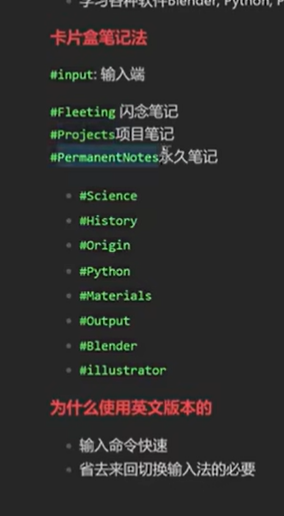 学习各种软件Blender, Python, P
卡片盒笔记法
#input: 输入端
#Fleeting 闪念笔记
#Projects项目笔记
#PermanentNotes永久笔记
#Science
#History
#Origin
#Python
#Materials
#Output
#Blender
#illustrator
为什么使用英文版本的
输入命令快速
省去来回切换输入法的必要